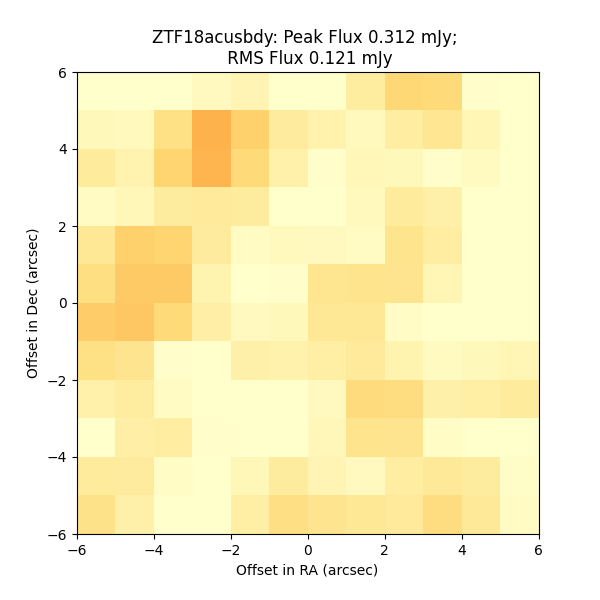 ZTF18acusbdy: Peak Flux 0.312 mJy;
RMS Flux 0.121 mJy
6
4
2
0
−2
−4
−6
Offset in Dec (arcsec)
−6 −4 −2 0 2 4 6
Offset in RA (arcsec)